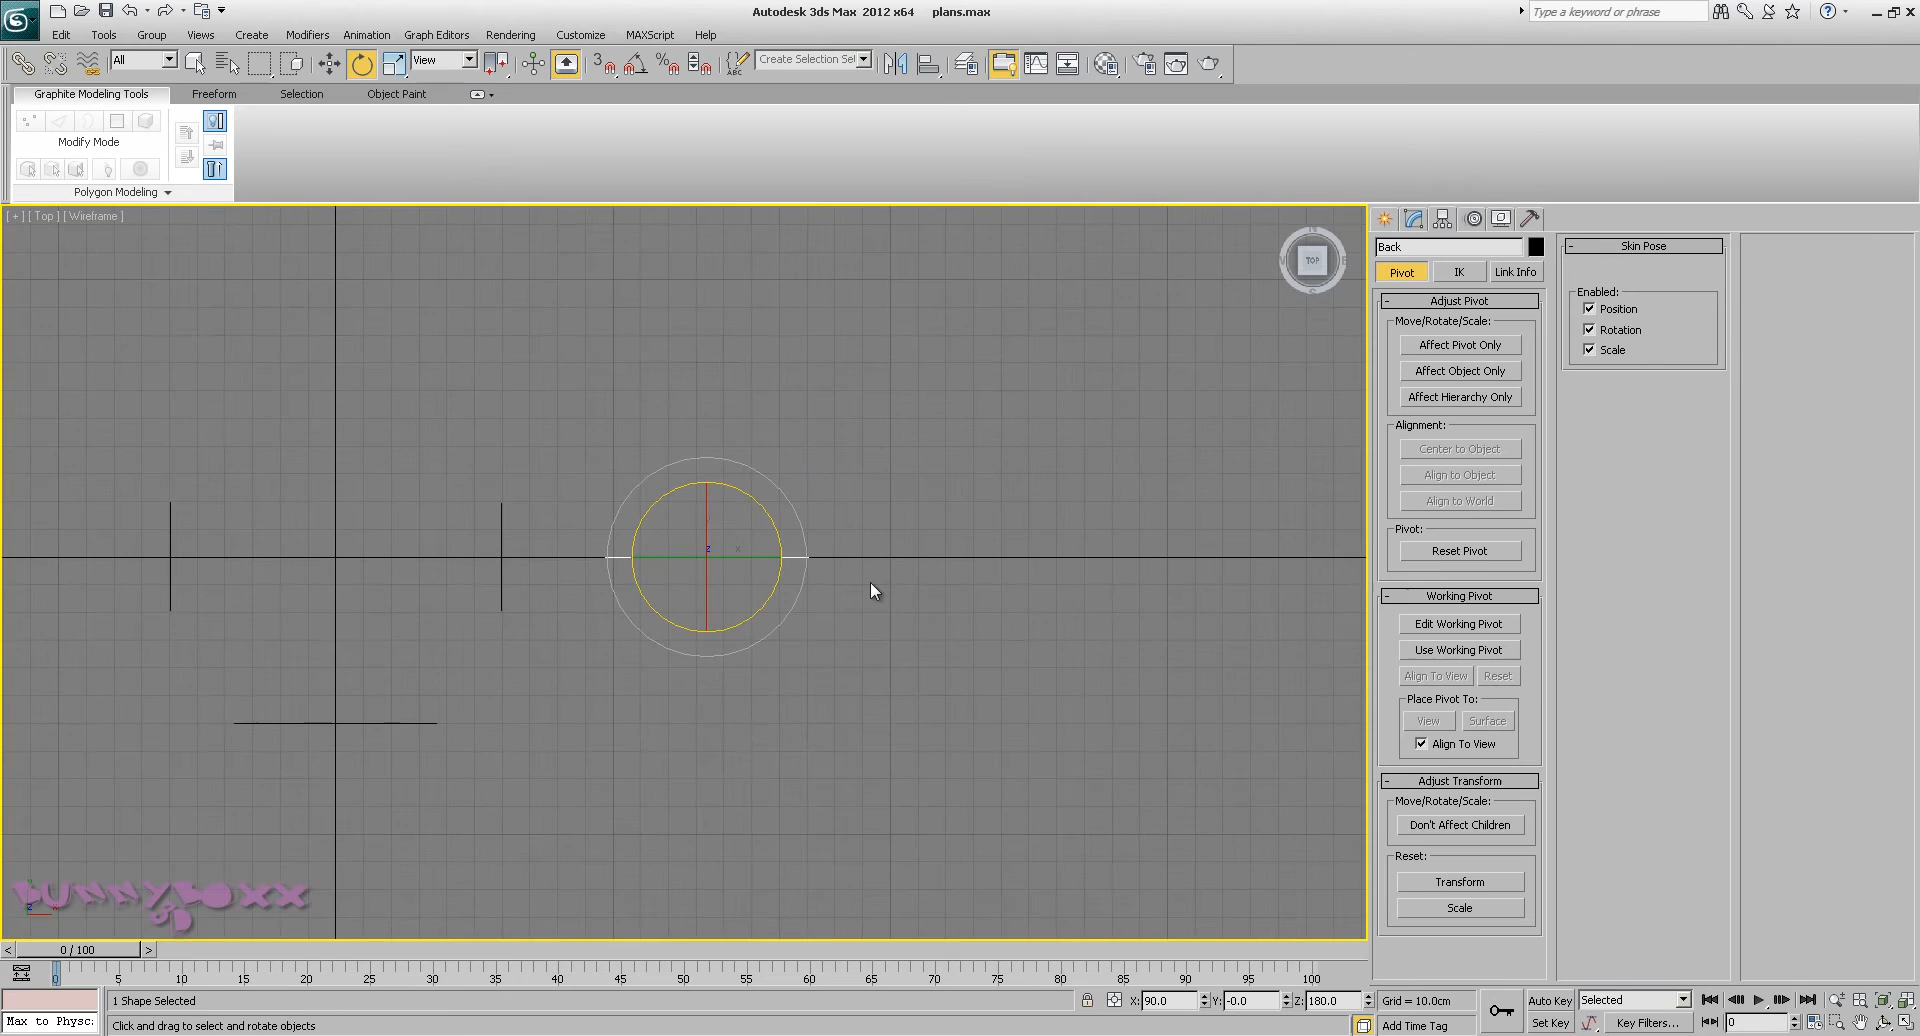 Autodesk 3ds Max 2012 x64 plans.max
Type a keyword or phrase
Edit Tools Group Views Create Modifiers Animation Graph Editors Rendering Customize MAXScript Help
All View Create Selection Sel
Graphite Modeling Tools Freeform Selection Object Paint
Modify Mode
Polygon Modeling
[ + ] [ Top ] [ Wireframe ]
TOP
Back
Pivot IK Link Info
Adjust Pivot
Move/Rotate/Scale:
Affect Pivot Only
Affect Object Only
Affect Hierarchy Only
Alignment:
Center to Object
Align to Object
Align to World
Pivot:
Reset Pivot
Working Pivot
Edit Working Pivot
Use Working Pivot
Align To View Reset
Place Pivot To:
View Surface
Align To View
Adjust Transform
Move/Rotate/Scale:
Don't Affect Children
Reset:
Transform
Scale
Skin Pose
Enabled:
Position
Rotation
Scale
z x
BUNNYBOXX
3D
< 0 / 100 >
5 10 15 20 25 30 35 40 45 50 55 60 65 70 75 80 85 90 95 100
1 Shape Selected
X: 90.0 Y: -0.0 Z: 180.0 Grid = 10.0cm
Auto Key Selected
Max to Physc:
Click and drag to select and rotate objects
Add Time Tag
Set Key Key Filters... 0